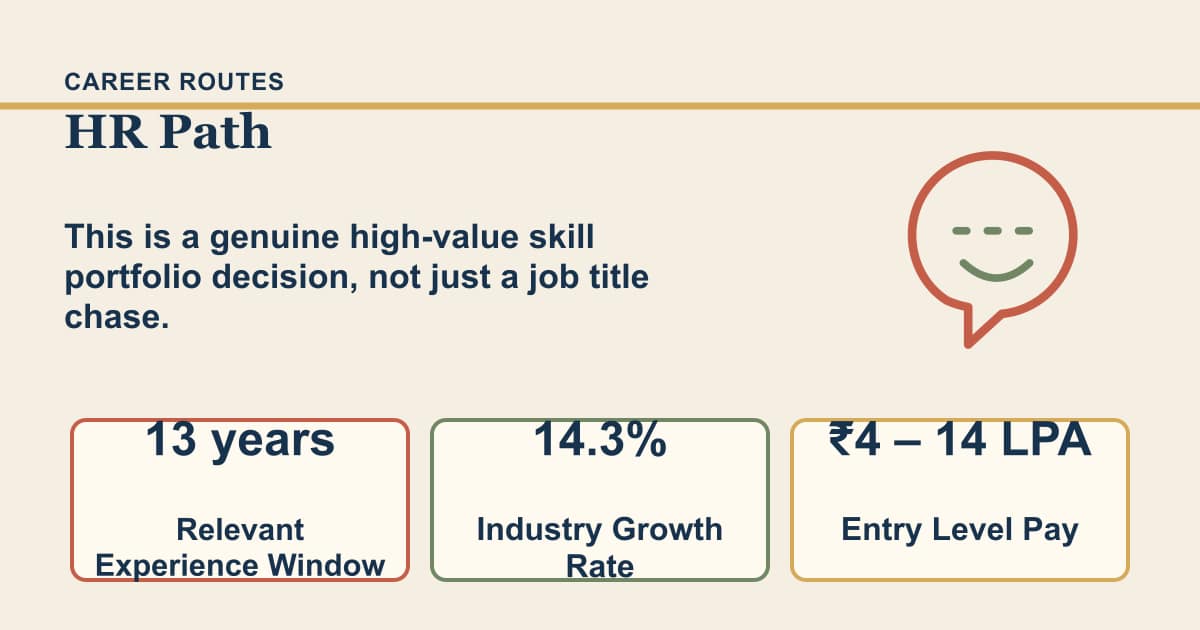 CAREER ROUTES
HR Path
This is a genuine high-value skill
portfolio decision, not just a job title
chase.
13 years
Relevant
Experience Window
14.3%
Industry Growth
Rate
₹4 – 14 LPA
Entry Level Pay